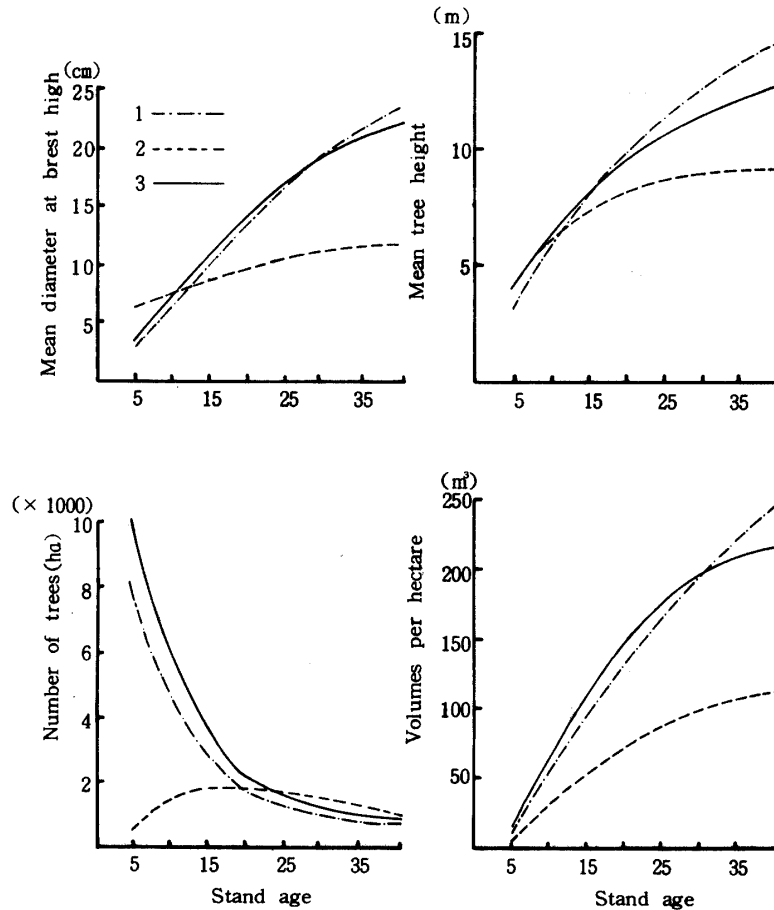 (cm)
Mean diameter at brest high
25
20
15
10
5
1
2
3
5 15 25 35
(m)
Mean tree height
15
10
5
5 15 25 35
(× 1000)
Number of trees(ha)
10
8
6
4
2
5 15 25 35
Stand age
(m³)
Volumes per hectare
250
200
150
100
50
5 15 25 35
Stand age